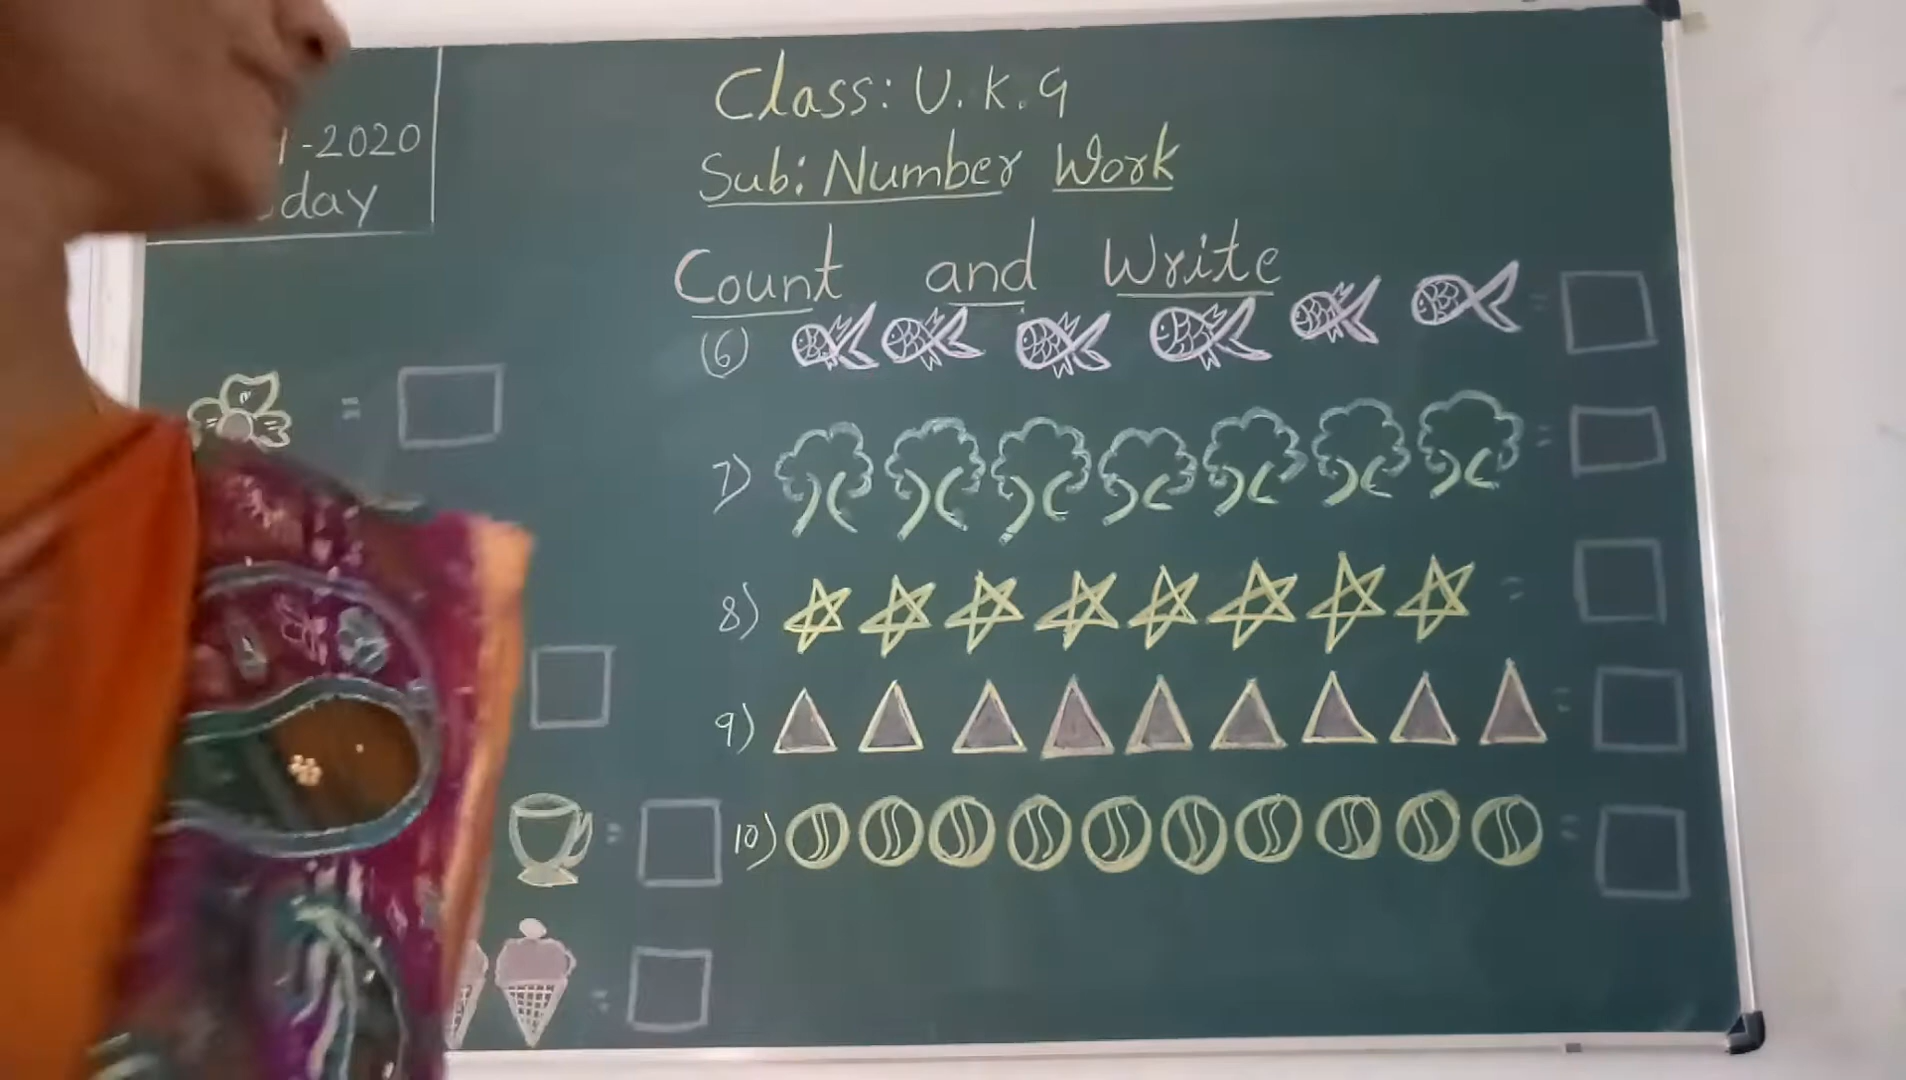 -2020
day
Class: U.K.G
Sub: Number Work
Count and Write
(6) =
7) =
8) =
9) =
10) =
=
=
=